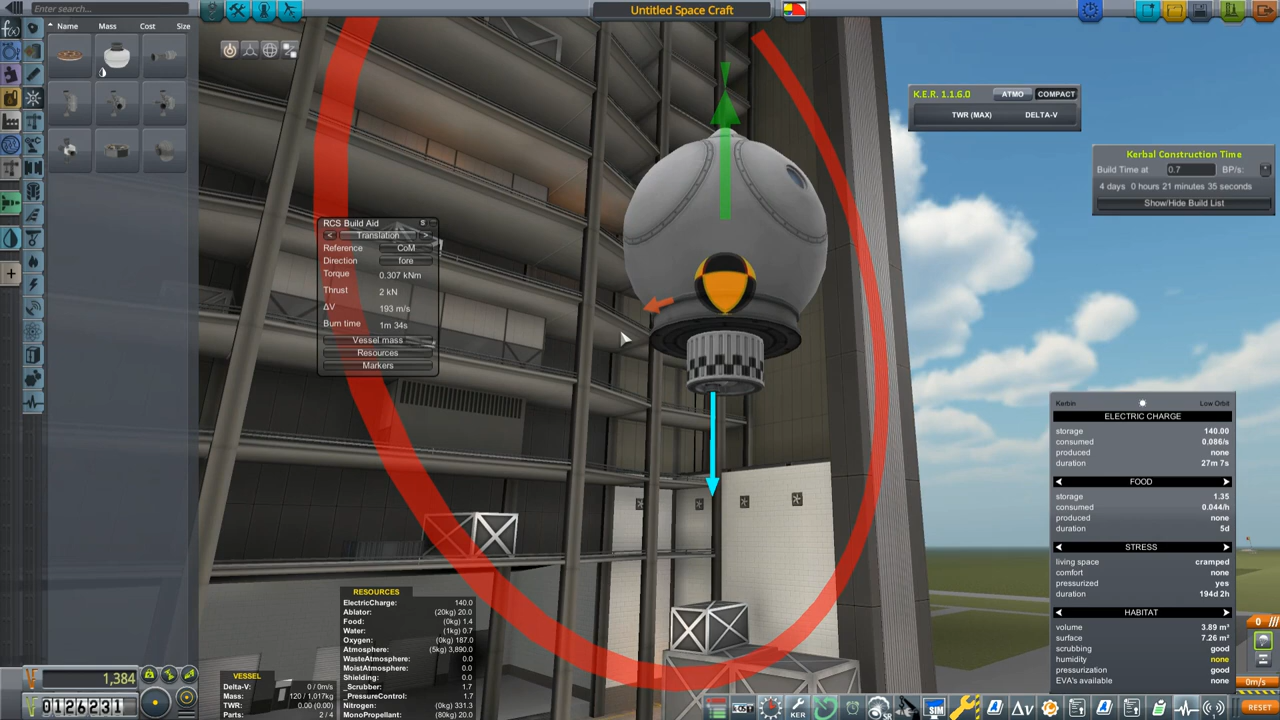 Enter search...
Untitled Space Craft
Name Mass Cost Size
K.E.R. 1.1.6.0 ATMO COMPACT
TWR (MAX) DELTA-V
Kerbal Construction Time
Build Time at 0.7 BP/s:
4 days 0 hours 21 minutes 35 seconds
Show/Hide Build List
RCS Build Aid S
< Translation >
Reference CoM
Direction fore
Torque 0.307 kNm
Thrust 2 kN
ΔV 193 m/s
Burn time 1m 34s
Vessel mass
Resources
Markers
Kerbin Low Orbit
ELECTRIC CHARGE
storage 140.00
consumed 0.086/s
produced none
duration 27m 7s
FOOD
storage 1.35
consumed 0.044/h
produced none
duration 5d
STRESS
living space cramped
comfort none
pressurized yes
duration 194d 2h
HABITAT
volume 3.89 m³
surface 7.26 m²
scrubbing good
humidity none
pressurization good
EVA's available none
RESOURCES
ElectricCharge: 140.0
Ablator: (20kg) 20.0
Food: (0kg) 1.4
Water: (1kg) 0.7
Oxygen: (0kg) 187.0
Atmosphere: (5kg) 3,890.0
WasteAtmosphere: 0.0
MoistAtmosphere: 0.0
Shielding: 0.0
_Scrubber: 1.7
_PressureControl: 1.7
Nitrogen: (0kg) 331.3
MonoPropellant: (80kg) 20.0
VESSEL
Delta-V: 0 / 0m/s
Mass: 120 / 1,017kg
TWR: 0.00 (0.00)
Parts: 2 / 4
1,384
0126231
0
0m/s
KER
SR
SIM
Δv
RESET